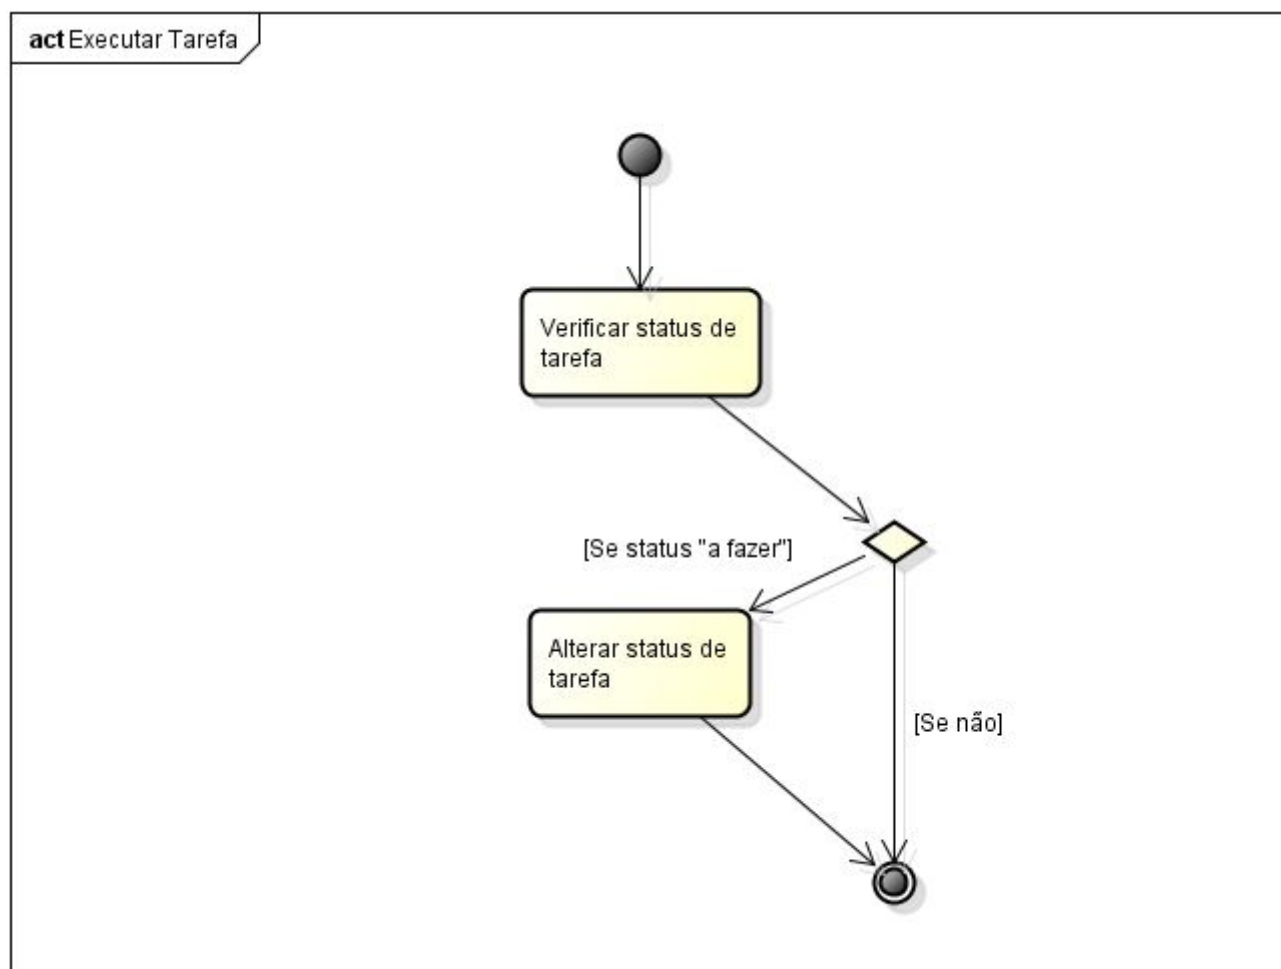 act Executar Tarefa
Verificar status de
tarefa
[Se status "a fazer"]
Alterar status de
tarefa
[Se não]